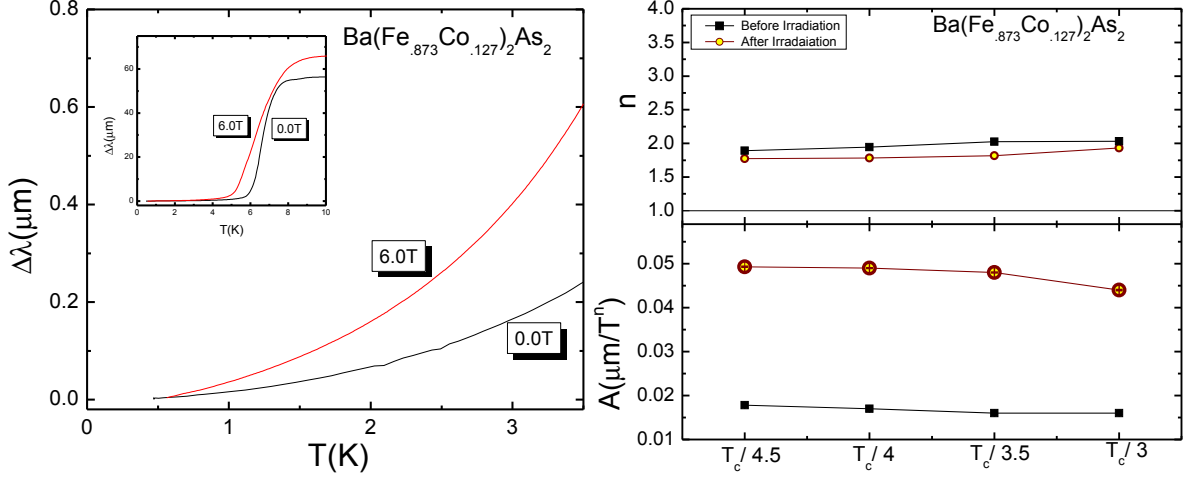 Ba(Fe.873Co.127)2As2
Δλ(μm)
0.8
0.6
0.4
0.2
0.0
0 1 2 3
T(K)
6.0T
0.0T
Δλ(μm)
60
40
20
0
0 2 4 6 8 10
T(K)
6.0T
0.0T
Before Irradiation
After Irradaiation
Ba(Fe.873Co.127)2As2
n
4.0
3.5
3.0
2.5
2.0
1.5
1.0
A(μm/T^n)
0.05
0.04
0.03
0.02
0.01
Tc/ 4.5 Tc/ 4 Tc/ 3.5 Tc/ 3